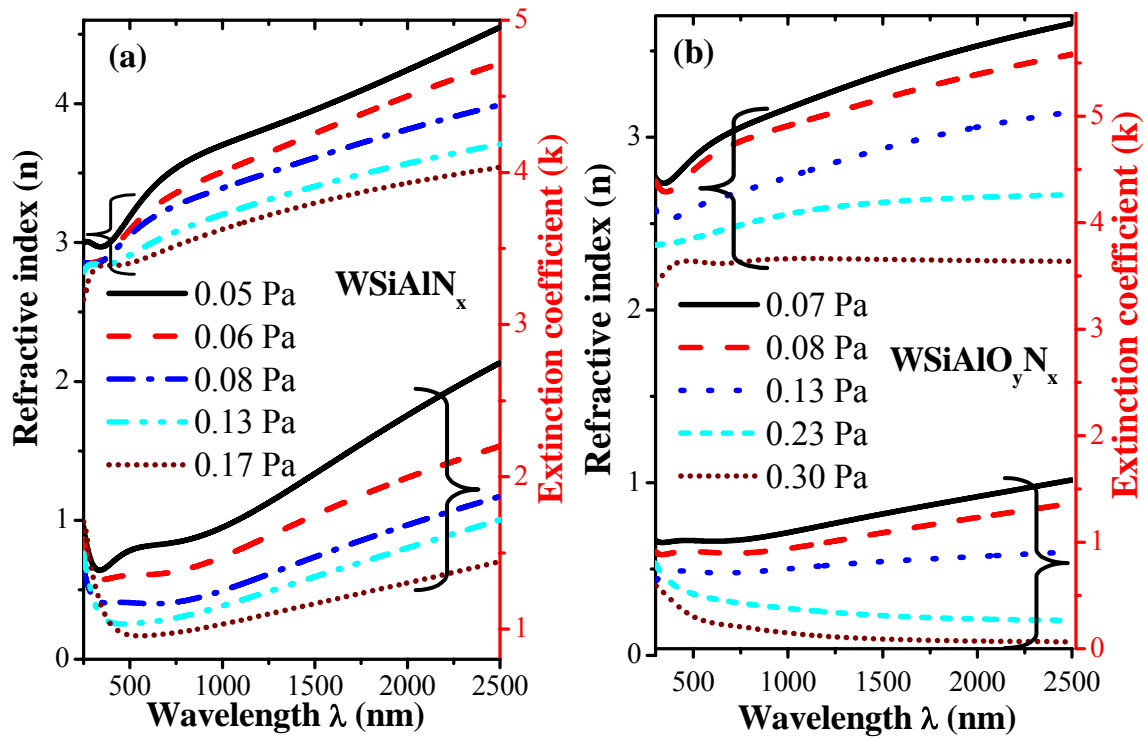 (a)
Refractive index (n)
4
3
2
1
0
WSiAlNₓ
0.05 Pa
0.06 Pa
0.08 Pa
0.13 Pa
0.17 Pa
5
4
3
2
1
Extinction coefficient (k)
500 1000 1500 2000 2500
Wavelength λ (nm)
(b)
Refractive index (n)
3
2
1
0
0.07 Pa
0.08 Pa
0.13 Pa
0.23 Pa
0.30 Pa
WSiAlOᵧNₓ
5
4
3
2
1
0
Extinction coefficient (k)
500 1000 1500 2000 2500
Wavelength λ (nm)